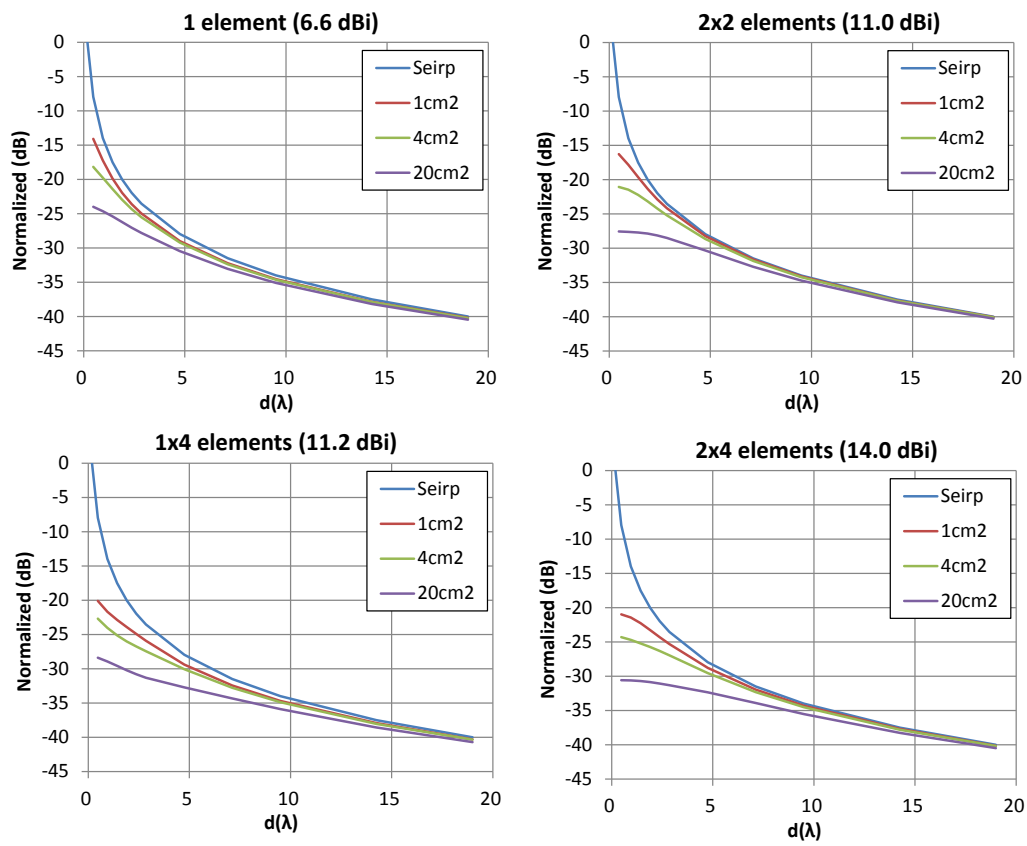 1 element (6.6 dBi)
Normalized (dB)
0
-5
-10
-15
-20
-25
-30
-35
-40
-45
0 5 10 15 20
d(λ)
Seirp
1cm2
4cm2
20cm2
2x2 elements (11.0 dBi)
Normalized (dB)
0
-5
-10
-15
-20
-25
-30
-35
-40
-45
0 5 10 15 20
d(λ)
Seirp
1cm2
4cm2
20cm2
1x4 elements (11.2 dBi)
Normalized (dB)
0
-5
-10
-15
-20
-25
-30
-35
-40
-45
0 5 10 15 20
d(λ)
Seirp
1cm2
4cm2
20cm2
2x4 elements (14.0 dBi)
Normalized (dB)
0
-5
-10
-15
-20
-25
-30
-35
-40
-45
0 5 10 15 20
d(λ)
Seirp
1cm2
4cm2
20cm2